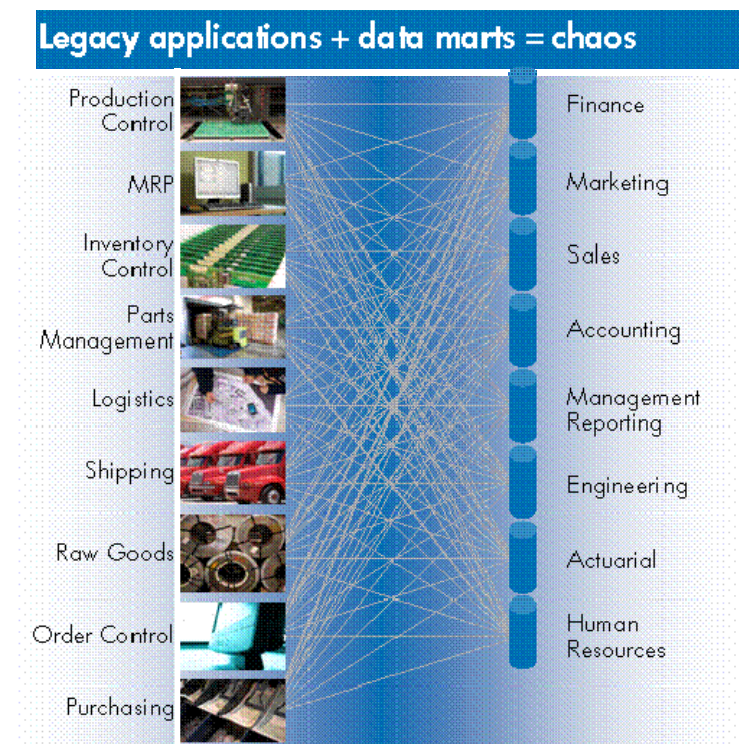 Legacy applications + data marts = chaos
Production
Control
MRP
Inventory
Control
Parts
Management
Logistics
Shipping
Raw Goods
Order Control
Purchasing
Finance
Marketing
Sales
Accounting
Management
Reporting
Engineering
Actuarial
Human
Resources